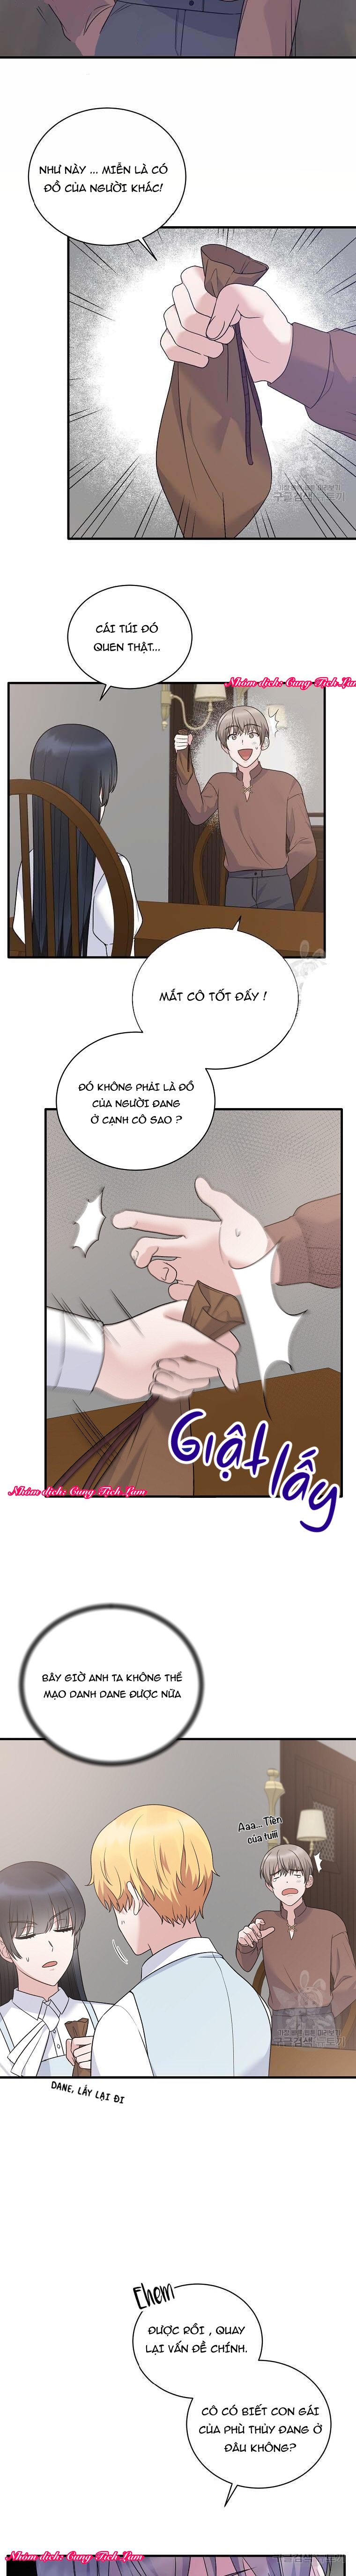 NHƯ NÀY ... MIỄN LÀ CÓ
ĐỒ CỦA NGƯỜI KHÁC!
CÁI TÚI ĐÓ
QUEN THẬT...
Nhóm dịch: Cung Tịch Lam
MẮT CÔ TỐT ĐẤY !
ĐÓ KHÔNG PHẢI LÀ ĐỒ
CỦA NGƯỜI ĐANG
Ở CẠNH CÔ SAO ?
Giật lấy
Nhóm dịch: Cung Tịch Lam
BÂY GIỜ ANH TA KHÔNG THỂ
MẠO DANH DANE ĐƯỢC NỮA
Aaa... Tiền
của tuiii
DANE, LẤY LẠI ĐI
Ehem
ĐƯỢC RỒI , QUAY
LẠI VẤN ĐỀ CHÍNH.
CÔ CÓ BIẾT CON GÁI
CỦA PHÙ THỦY ĐANG Ở
ĐÂU KHÔNG?
Nhóm dịch: Cung Tịch Lam